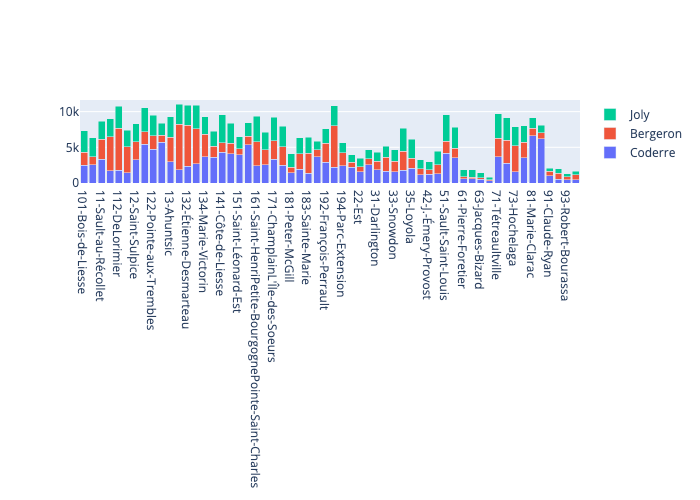 10k
5k
0
101-Bois-de-Liesse
11-Sault-au-Récollet
112-DeLorimier
12-Saint-Sulpice
122-Pointe-aux-Trembles
13-Ahuntsic
132-Étienne-Desmarteau
134-Marie-Victorin
141-Côte-de-Liesse
151-Saint-Léonard-Est
161-Saint-HenriPetite-BourgognePointe-Saint-Charles
171-ChamplainL'Île-des-Soeurs
181-Peter-McGill
183-Sainte-Marie
192-François-Perrault
194-Parc-Extension
22-Est
31-Darlington
33-Snowdon
35-Loyola
42-J.-Émery-Provost
51-Sault-Saint-Louis
61-Pierre-Foretier
63-Jacques-Bizard
71-Tétreaultville
73-Hochelaga
81-Marie-Clarac
91-Claude-Ryan
93-Robert-Bourassa
Joly
Bergeron
Coderre